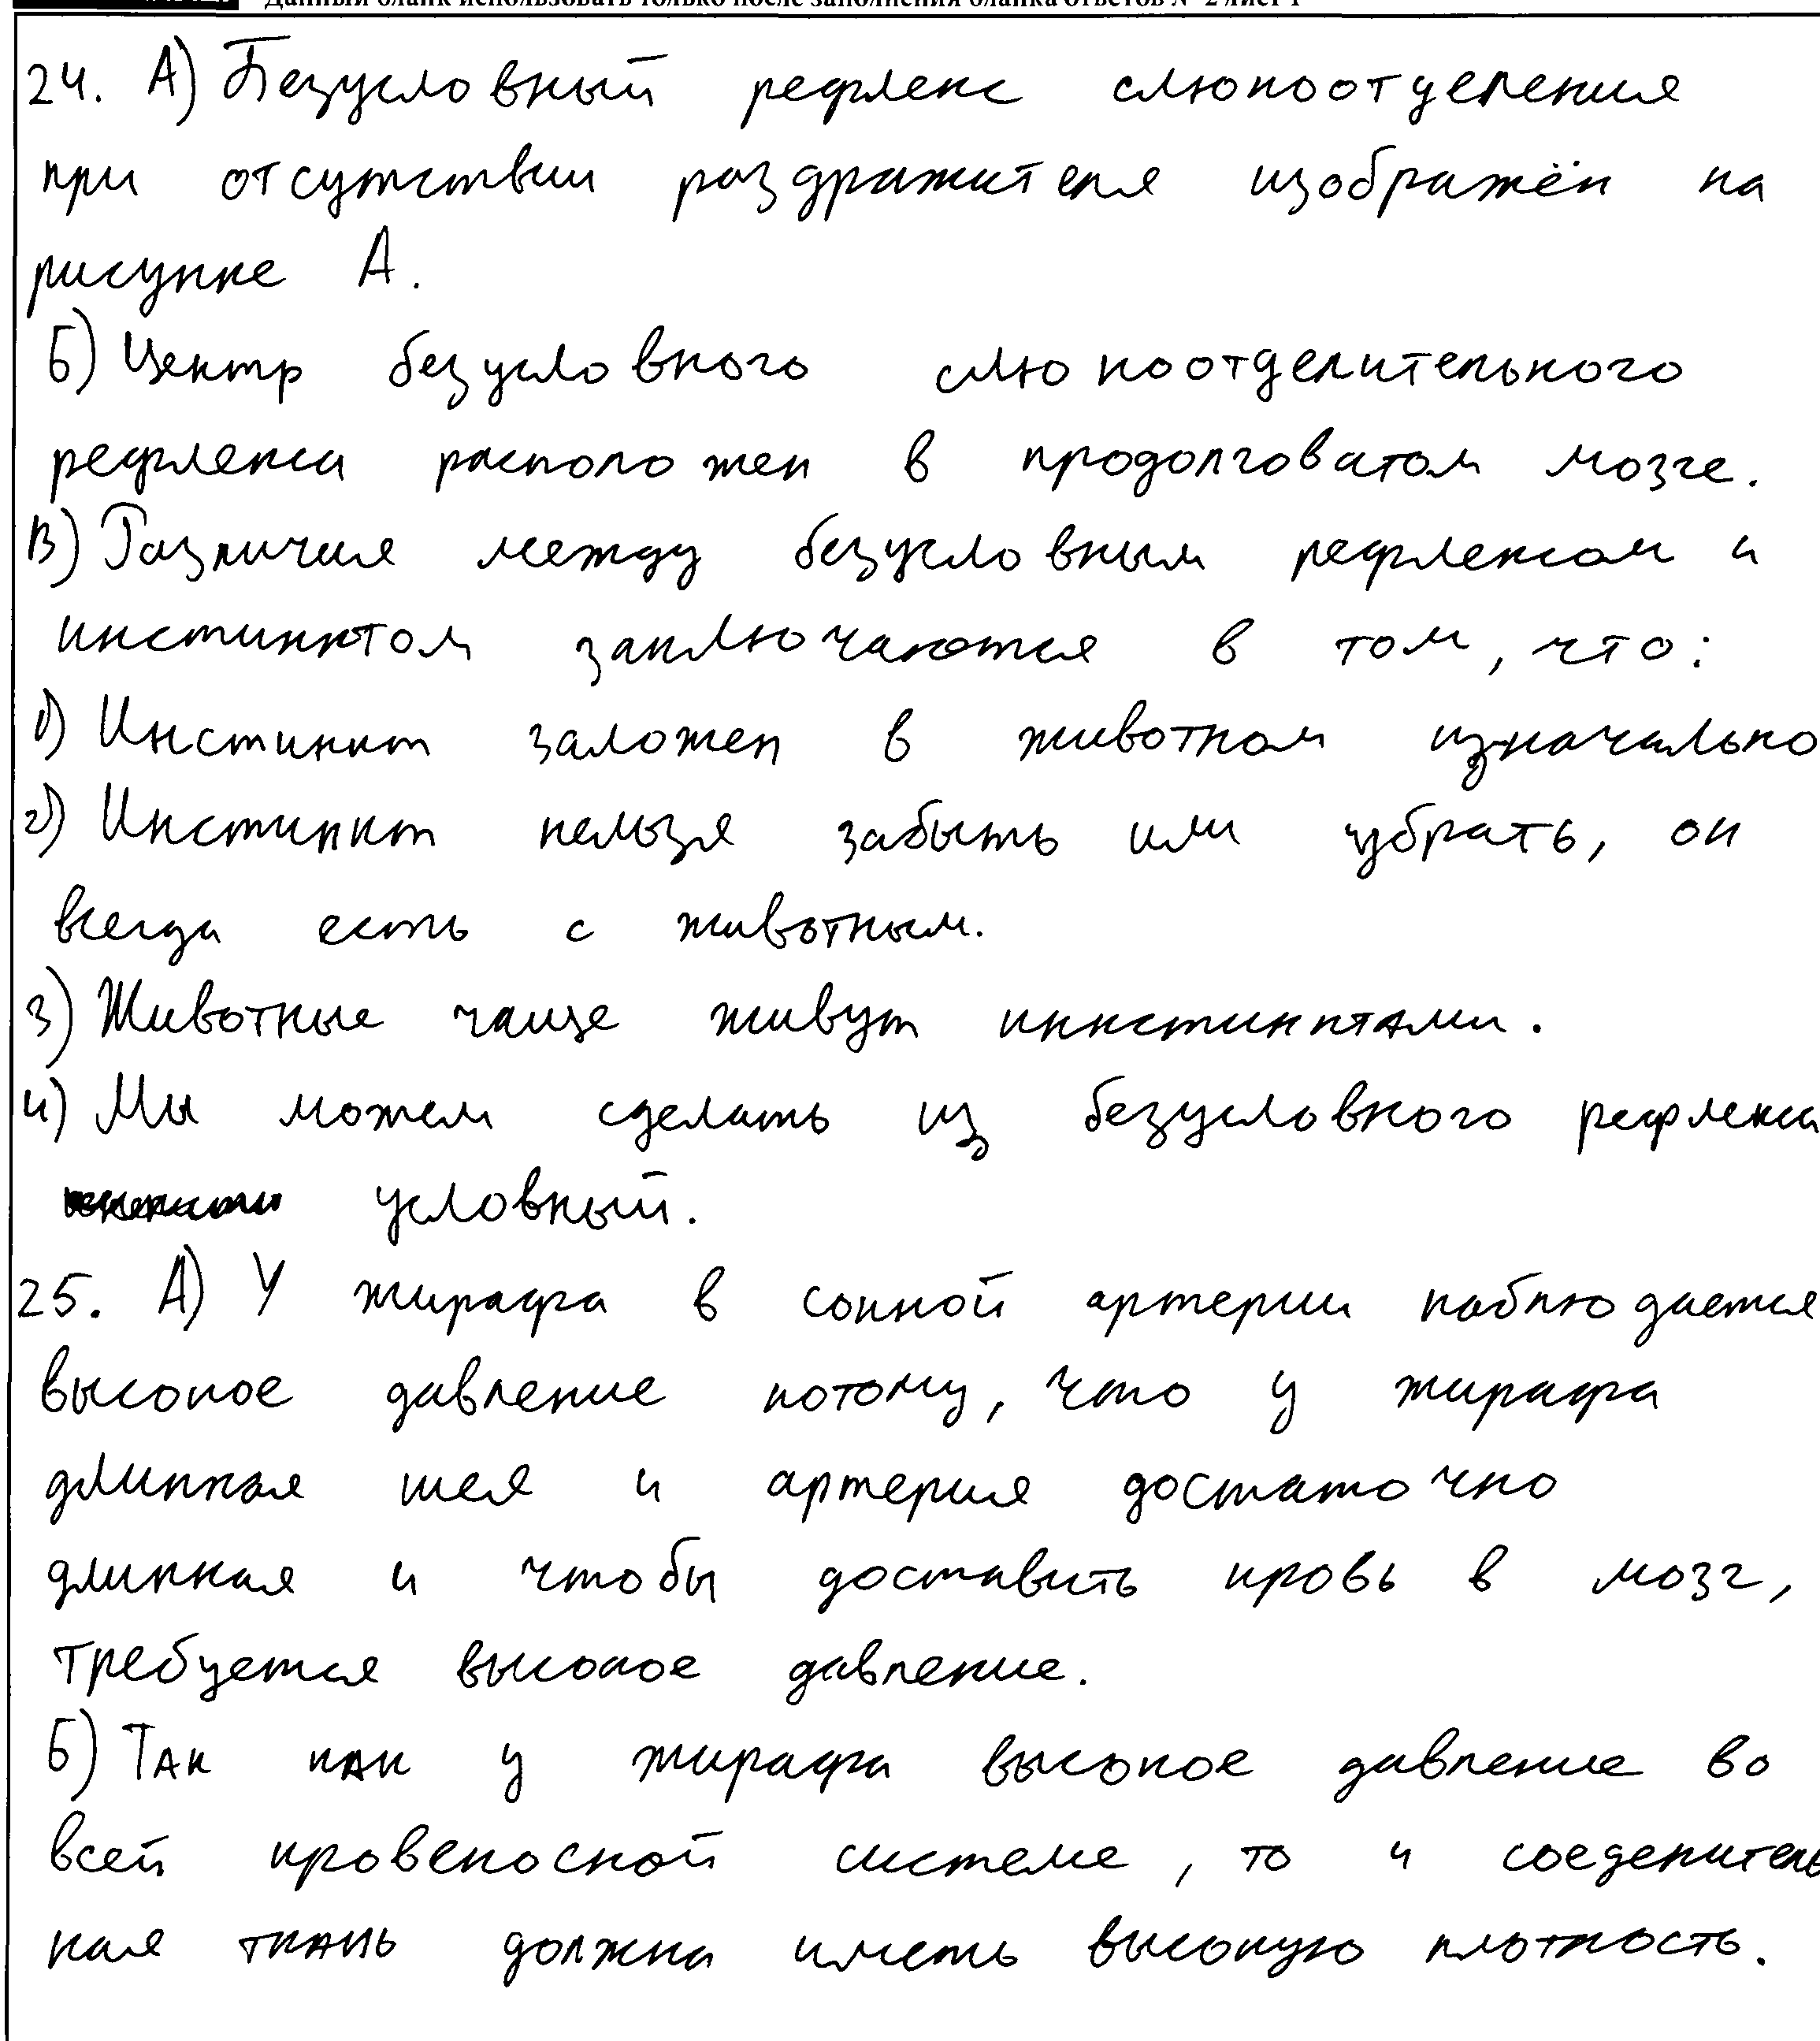 Данный бланк использовать только после заполнения бланка ответов № 2 лист 1
24. А) Безусловный рефлекс слюноотделения
при отсутствии раздражителя изображён на
рисунке А.
Б) Центр безусловного слюноотделительного
рефлекса расположен в продолговатом мозге.
В) Различия между безусловным рефлексом и
инстинктом заключаются в том, что:
1) Инстинкт заложен в животном изначально
2) Инстинкт нельзя забыть или убрать, он
всегда есть с животным.
3) Животные чаще живут иннстинктами.
4) Мы можем сделать из безусловного рефлекса
условный.
25. А) У жирафа в сонной артерии наблюдается
высокое давление потому, что у жирафа
длинная шея и артерия достаточно
длинная и чтобы доставить кровь в мозг,
требуется высокое давление.
Б) Так как у жирафа высокое давление во
всей кровеносной системе, то и соеденитель
ная ткань должна иметь высокую плотность.